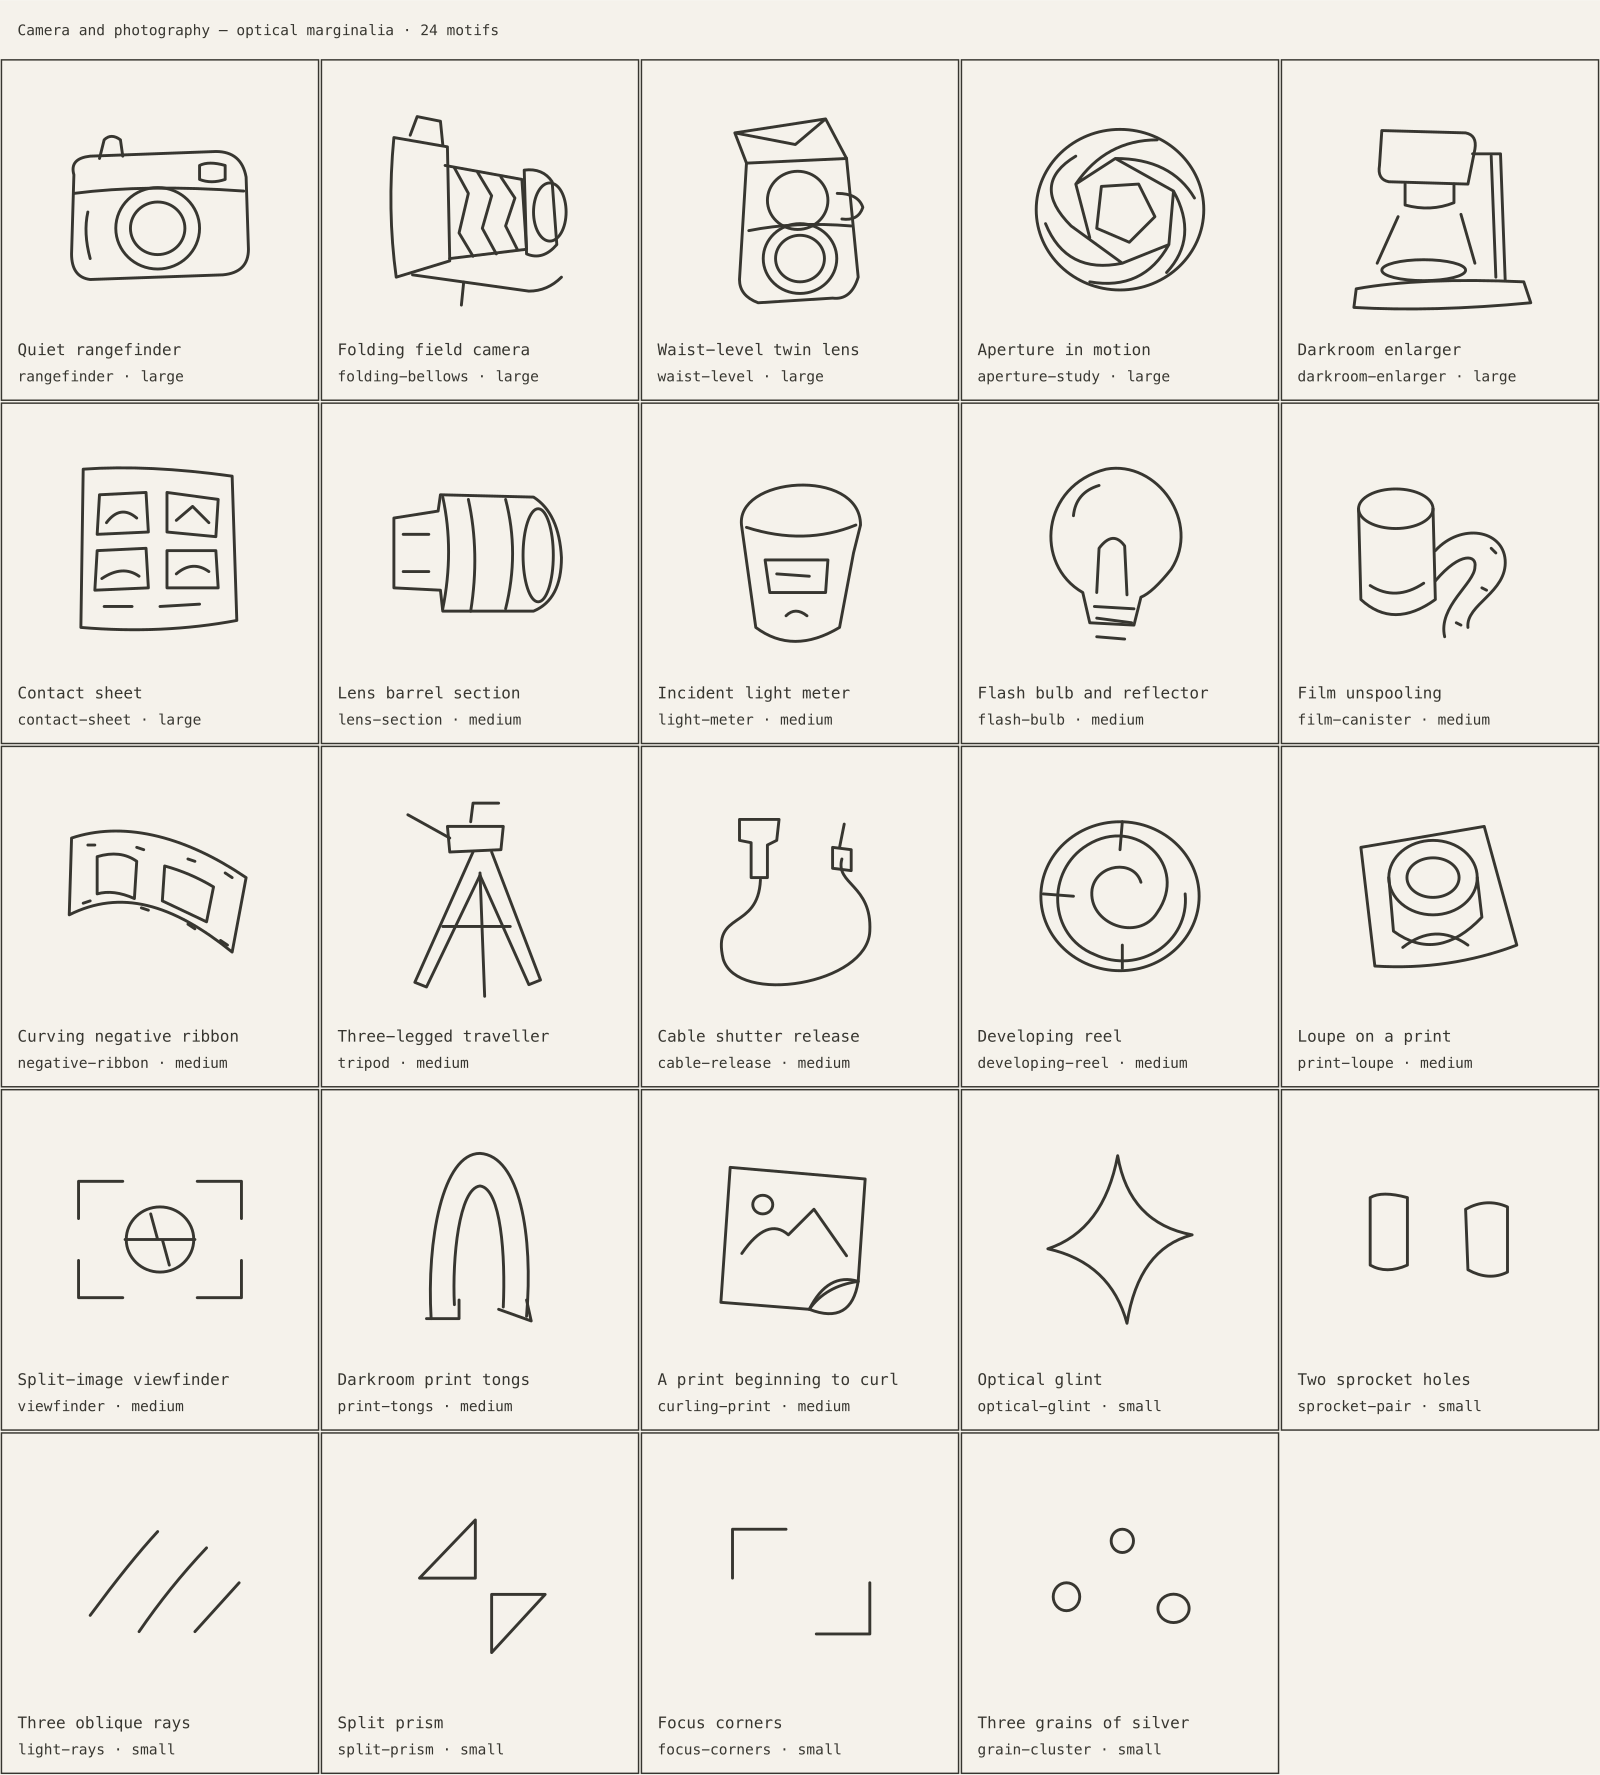 Camera and photography — optical marginalia · 24 motifs
Quiet rangefinder
rangefinder · large
Folding field camera
folding-bellows · large
Waist-level twin lens
waist-level · large
Aperture in motion
aperture-study · large
Darkroom enlarger
darkroom-enlarger · large
Contact sheet
contact-sheet · large
Lens barrel section
lens-section · medium
Incident light meter
light-meter · medium
Flash bulb and reflector
flash-bulb · medium
Film unspooling
film-canister · medium
Curving negative ribbon
negative-ribbon · medium
Three-legged traveller
tripod · medium
Cable shutter release
cable-release · medium
Developing reel
developing-reel · medium
Loupe on a print
print-loupe · medium
Split-image viewfinder
viewfinder · medium
Darkroom print tongs
print-tongs · medium
A print beginning to curl
curling-print · medium
Optical glint
optical-glint · small
Two sprocket holes
sprocket-pair · small
Three oblique rays
light-rays · small
Split prism
split-prism · small
Focus corners
focus-corners · small
Three grains of silver
grain-cluster · small